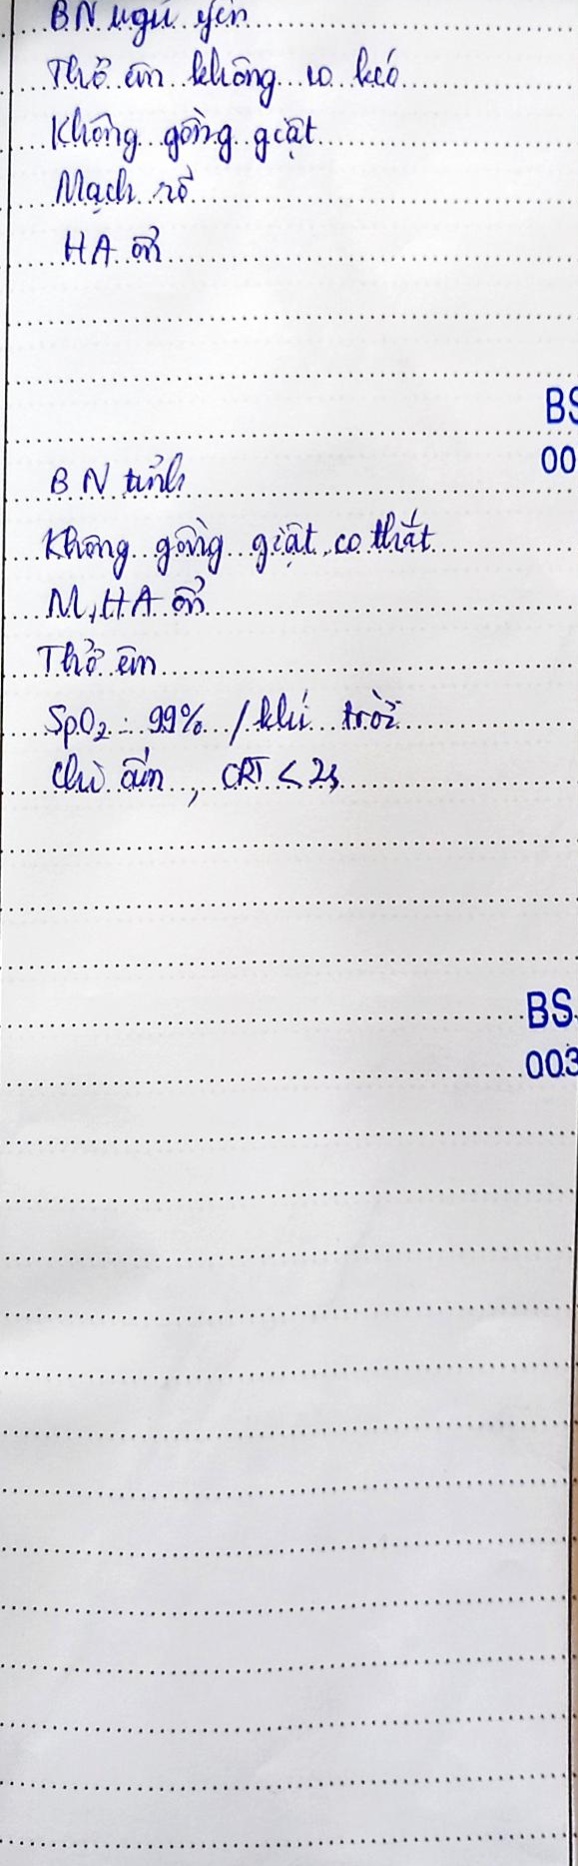 BN ngủ yên
Thở êm không co kéo
Không gồng giật
Mạch rõ
HA ổn
BS
00
BN tỉnh
Không gồng giật, co thắt
M, HA ổn
Thở êm
SpO2: 99% / khí trời
Chi ấm, CRT < 2s
BS.
003